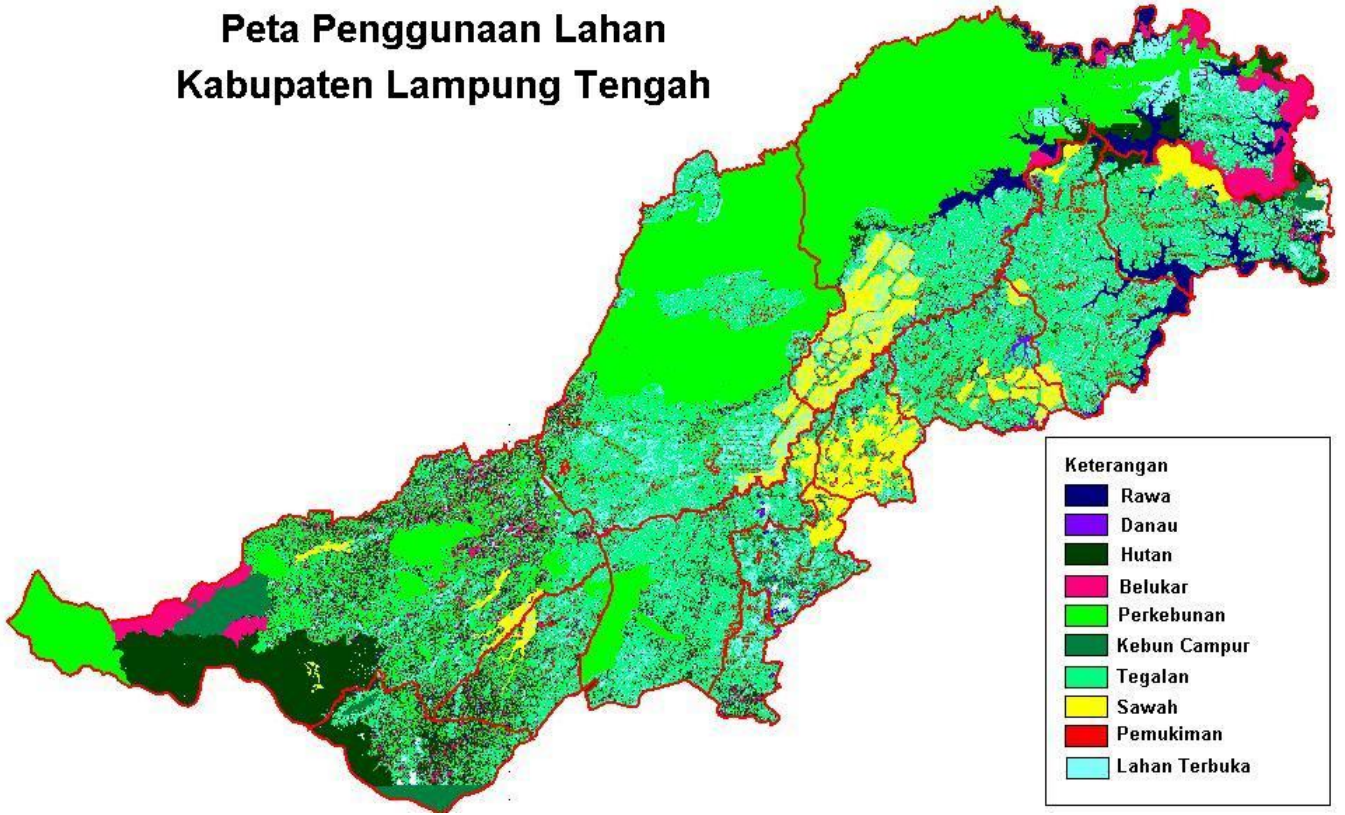 Peta Penggunaan Lahan
Kabupaten Lampung Tengah
Keterangan
Rawa
Danau
Hutan
Belukar
Perkebunan
Kebun Campur
Tegalan
Sawah
Pemukiman
Lahan Terbuka